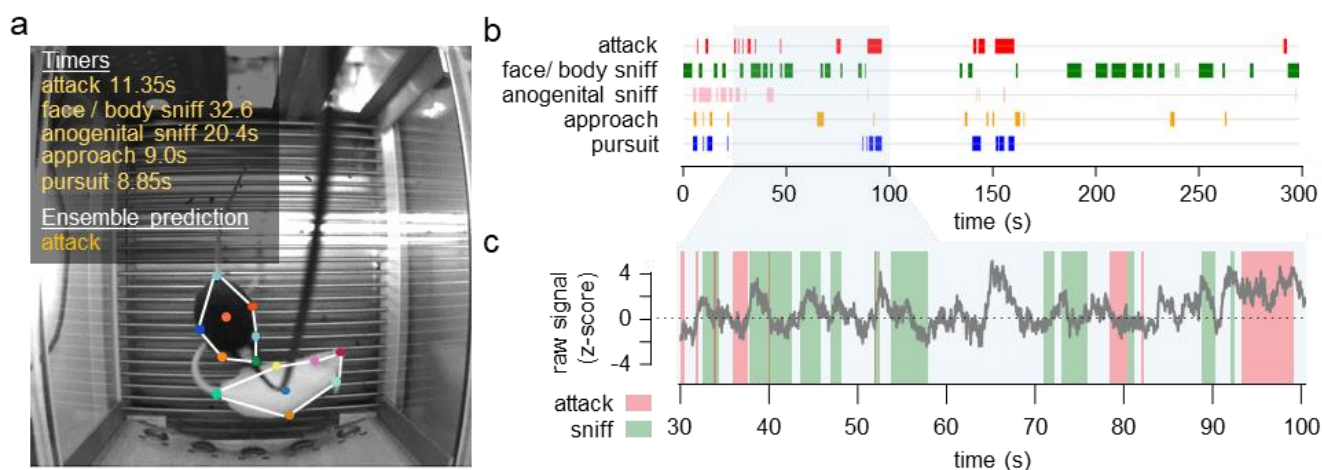 a
Timers
attack 11.35s
face / body sniff 32.6
anogenital sniff 20.4s
approach 9.0s
pursuit 8.85s
Ensemble prediction
attack
b
attack
face/ body sniff
anogenital sniff
approach
pursuit
0 50 100 150 200 250 300
time (s)
c
raw signal
(z-score)
4
0
-4
attack
sniff
30 40 50 60 70 80 90 100
time (s)